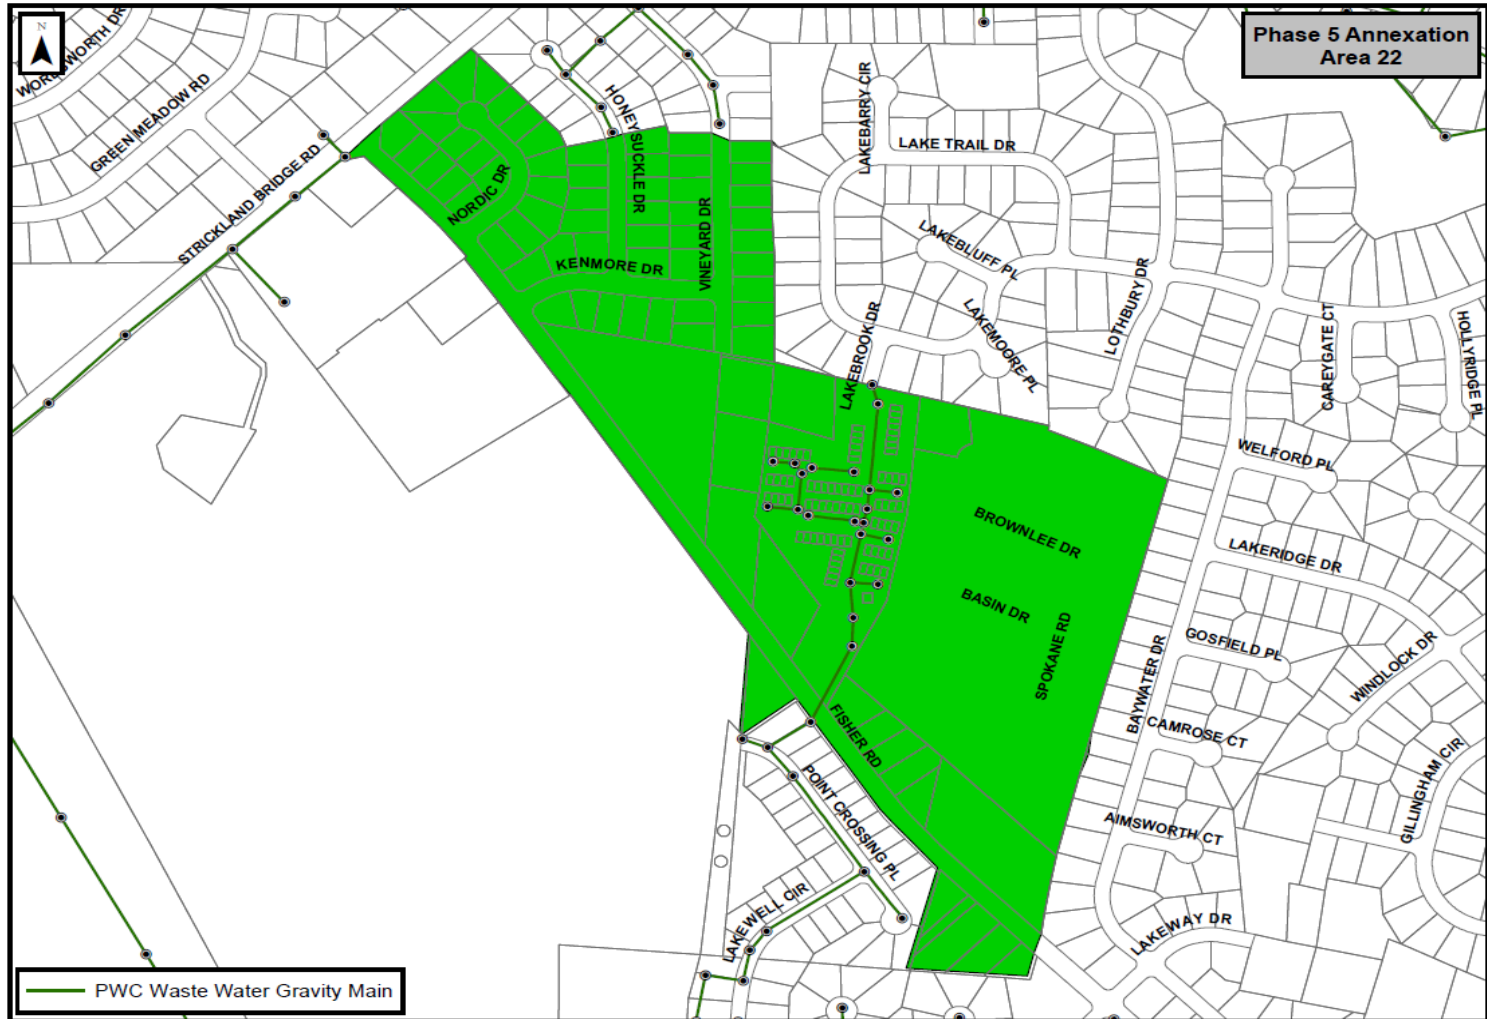 N
Phase 5 Annexation
Area 22
WORDSWORTH DR
GREEN MEADOW RD
STRICKLAND BRIDGE RD
HONEYSUCKLE DR
NORDIC DR
KENMORE DR
VINEYARD DR
LAKEBARRY CIR
LAKE TRAIL DR
LAKEBLUFF PL
LAKEMOORE PL
LAKEBROOK DR
LOTHBURY DR
CAREYGATE CT
HOLLYRIDGE PL
WELFORD PL
BROWNLEE DR
LAKERIDGE DR
BASIN DR
SPOKANE RD
GOSFIELD PL
WINDLOCK DR
BAYWATER DR
CAMROSE CT
FISHER RD
POINT CROSSING PL
AIMSWORTH CT
GILLINGHAM CIR
LAKEWELL CIR
LAKEWAY DR
PWC Waste Water Gravity Main